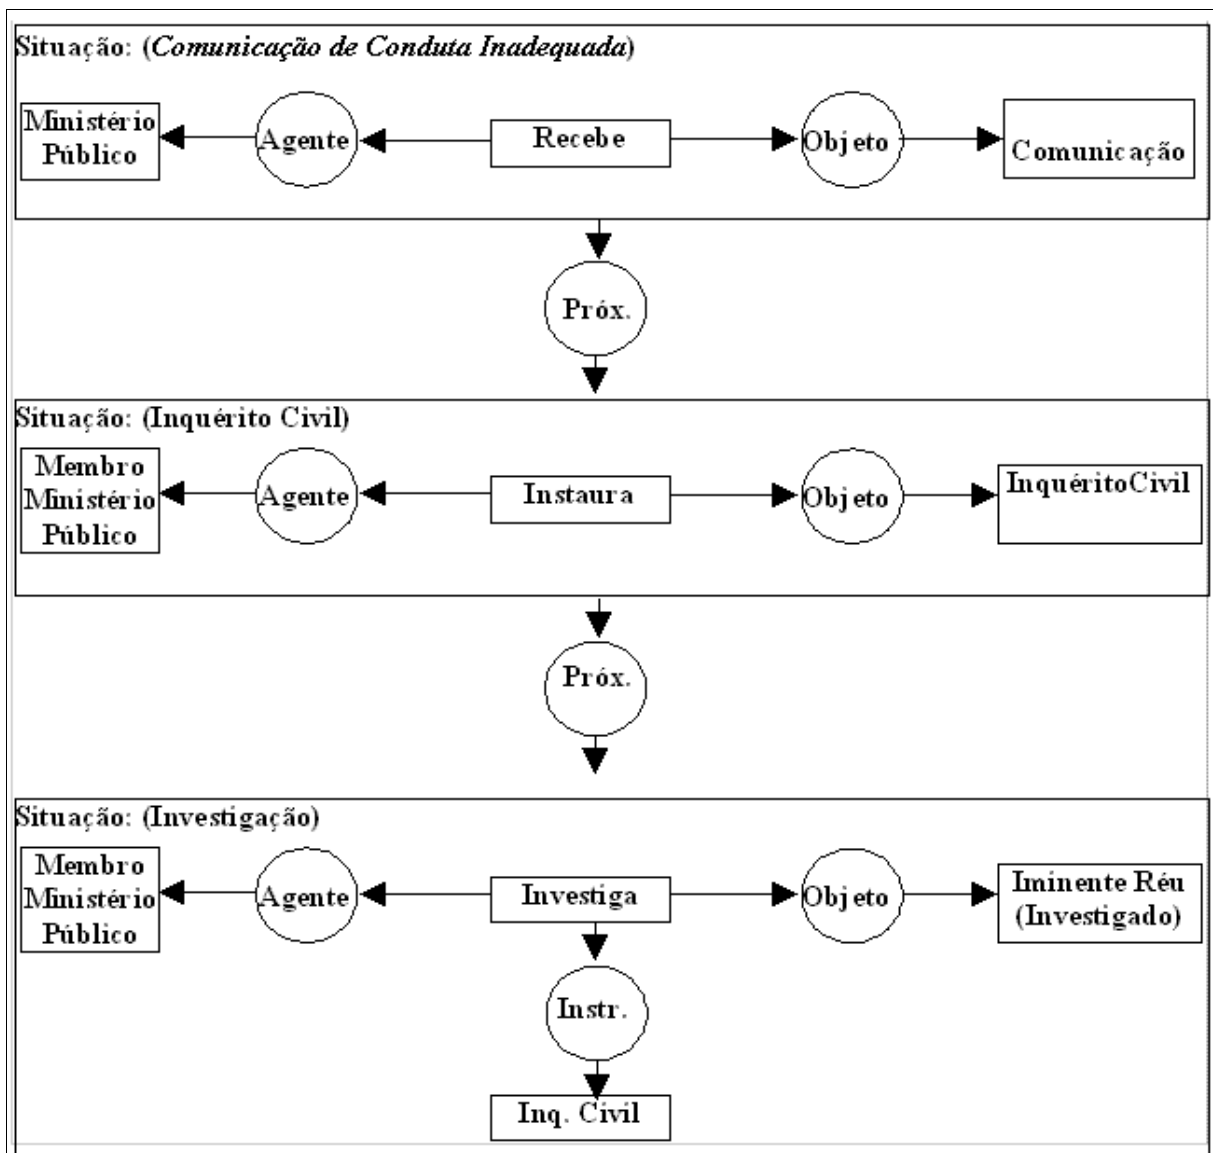 Situação: (Comunicação de Conduta Inadequada)
Ministério
Público
Agente
Recebe
Objeto
Comunicação
Próx.
Situação: (Inquérito Civil)
Membro
Ministério
Público
Agente
Instaura
Objeto
InquéritoCivil
Próx.
Situação: (Investigação)
Membro
Ministério
Público
Agente
Investiga
Objeto
Iminente Réu
(Investigado)
Instr.
Inq. Civil